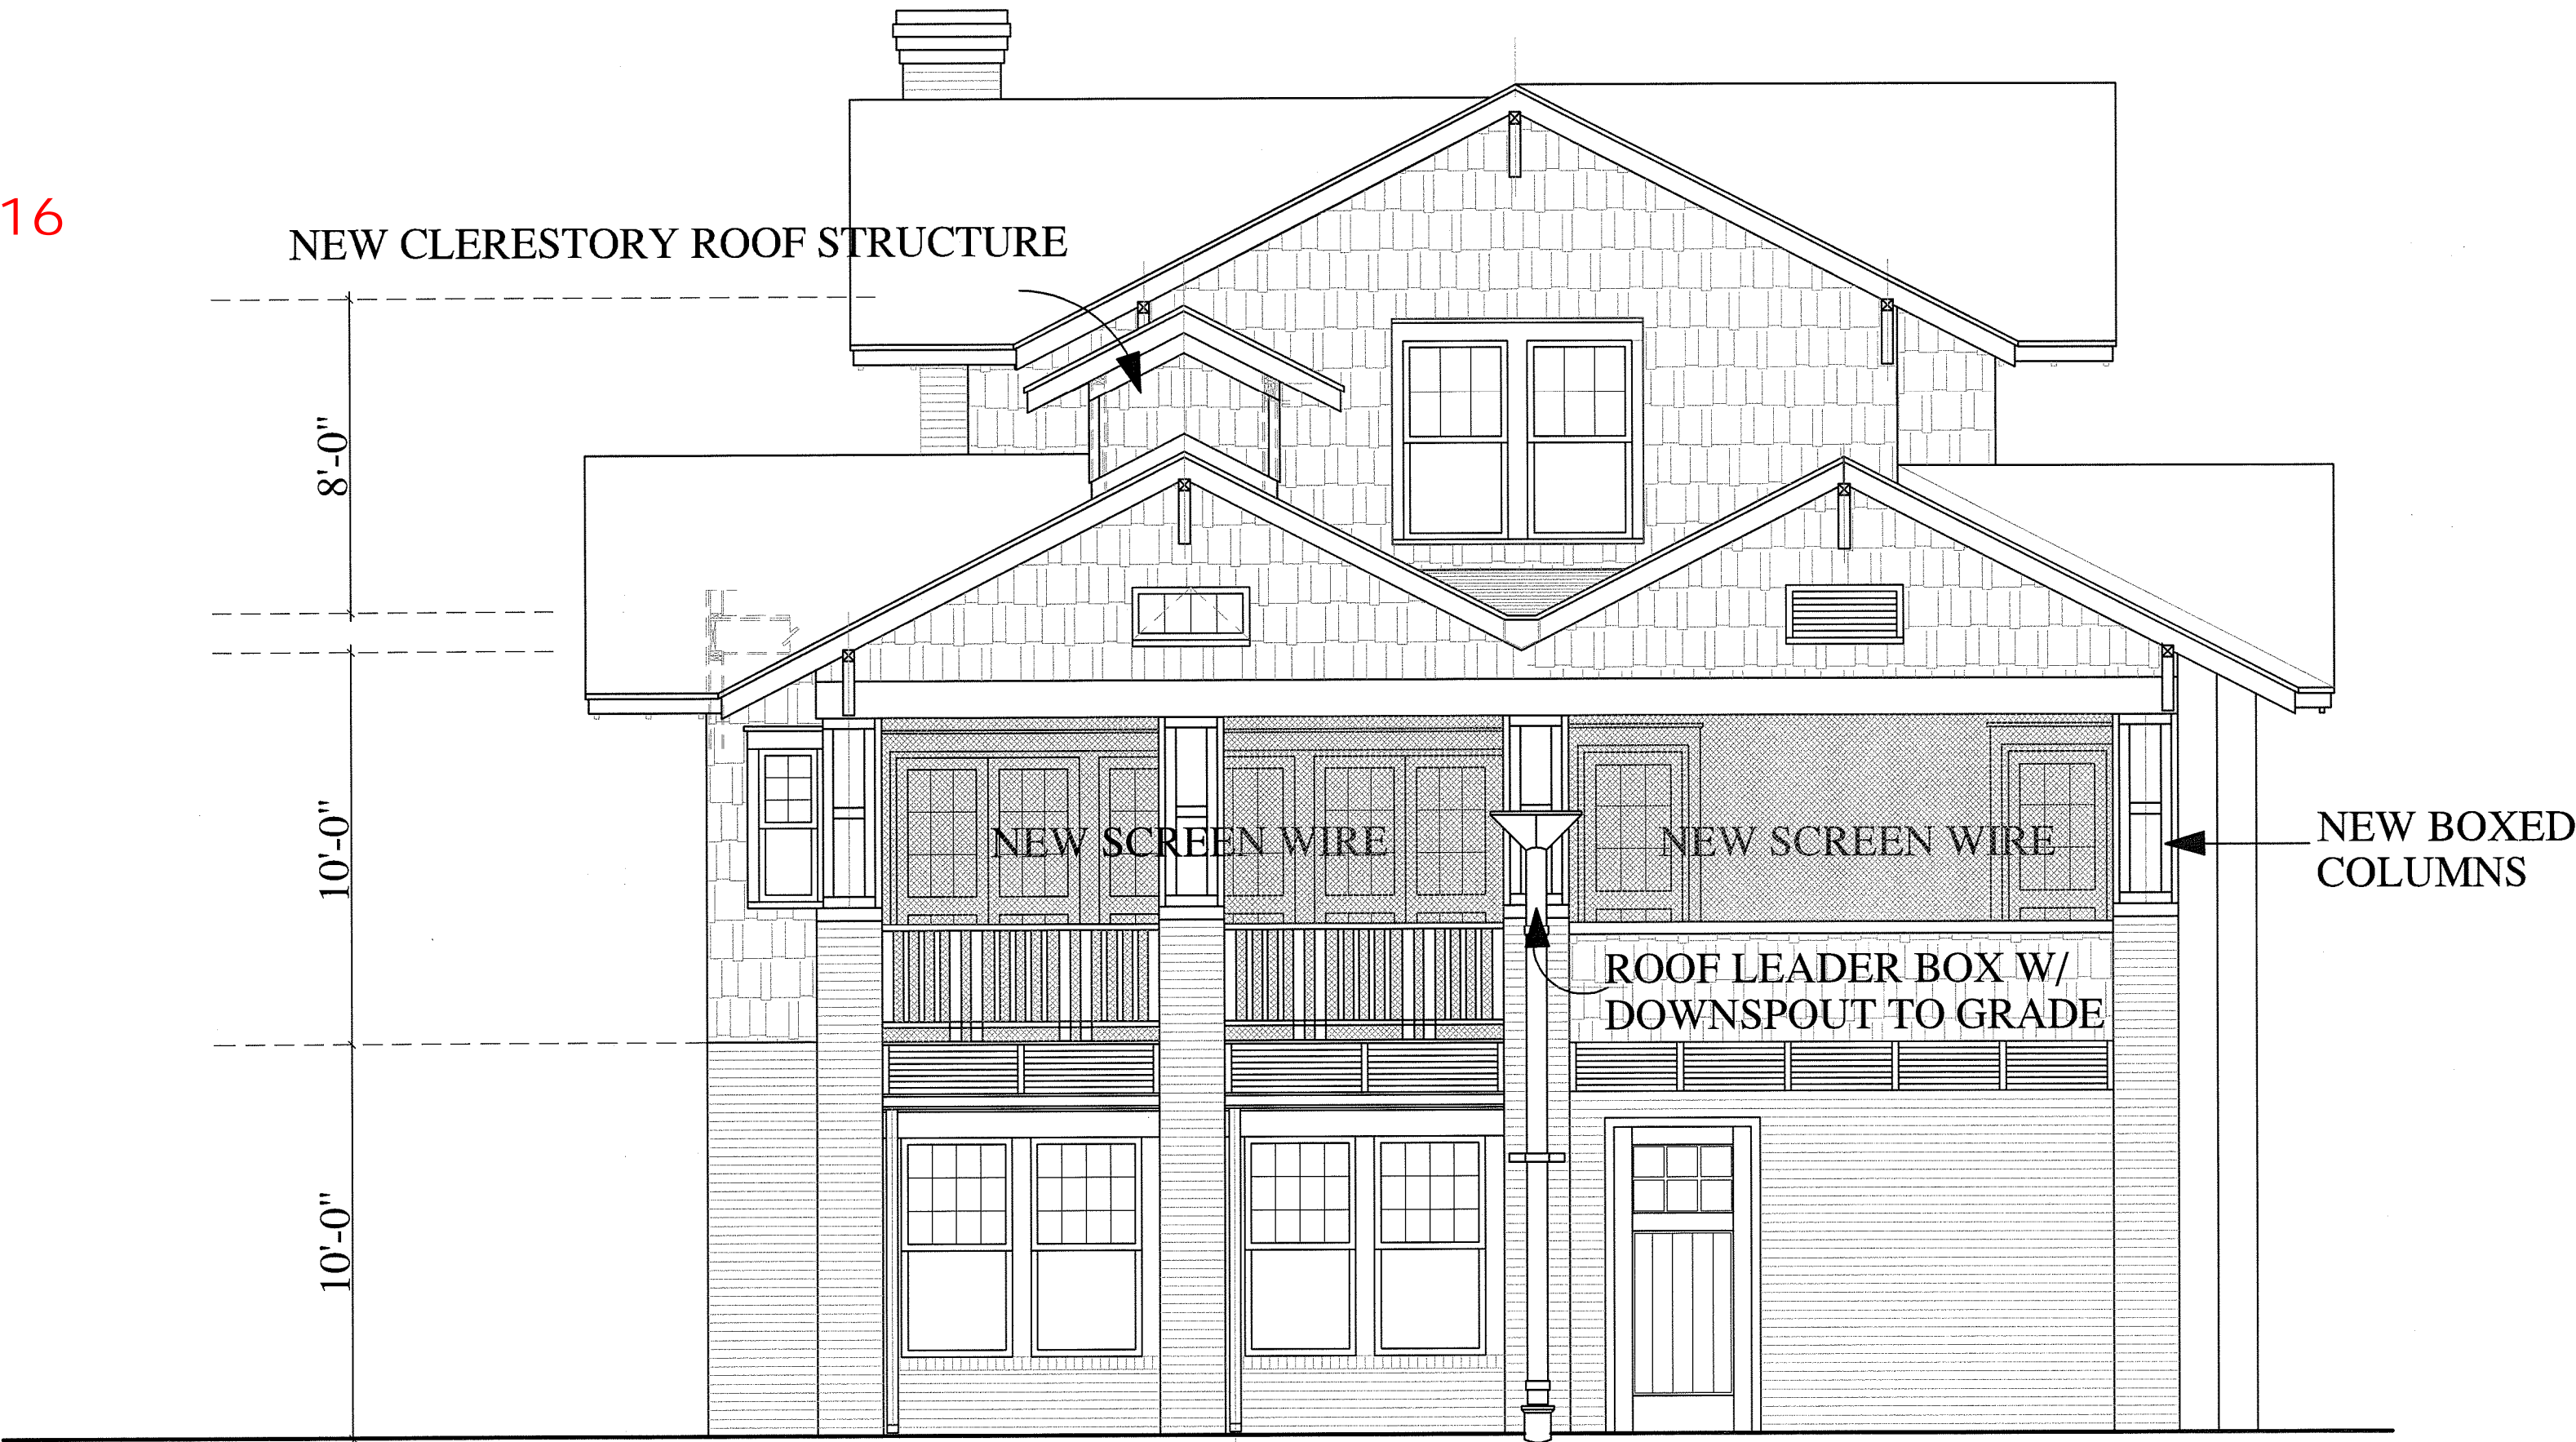 16
NEW CLERESTORY ROOF STRUCTURE
8'-0"
10'-0"
NEW SCREEN WIRE
NEW SCREEN WIRE
NEW BOXED
COLUMNS
ROOF LEADER BOX W/
DOWNSPOUT TO GRADE
10'-0"